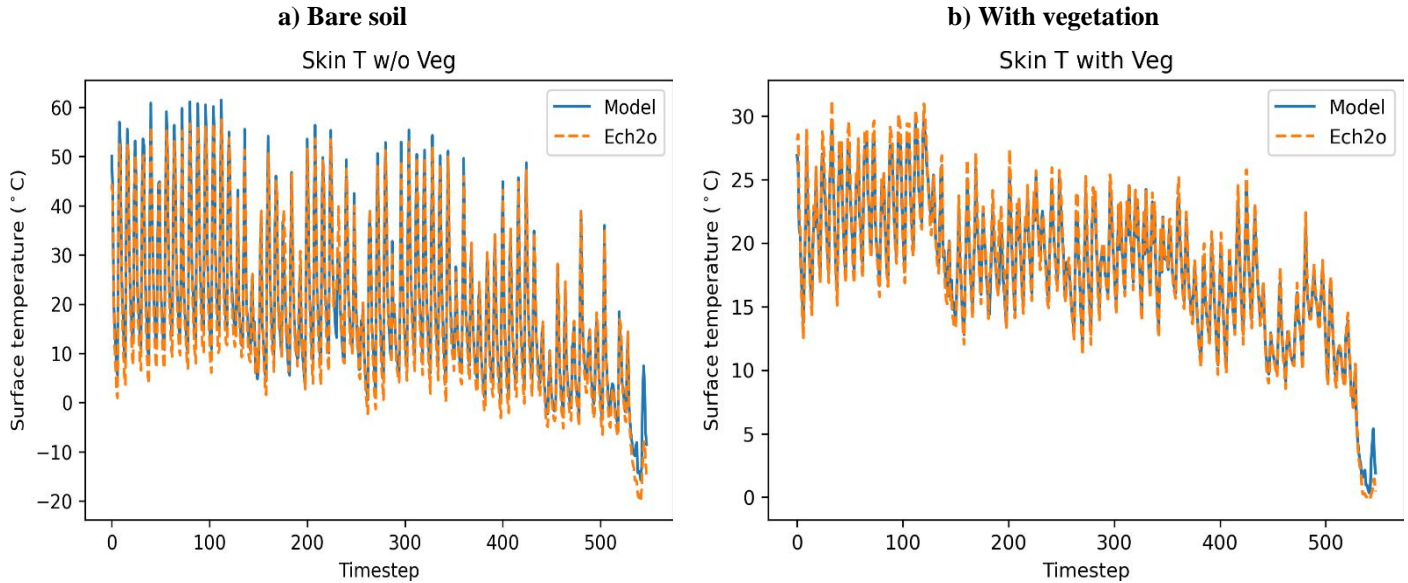 a) Bare soil
Skin T w/o Veg
Surface temperature (°C)
60
50
40
30
20
10
0
−10
−20
Model
Ech2o
0
100
200
300
400
500
Timestep
b) With vegetation
Skin T with Veg
Surface temperature (°C)
30
25
20
15
10
5
0
Model
Ech2o
0
100
200
300
400
500
Timestep